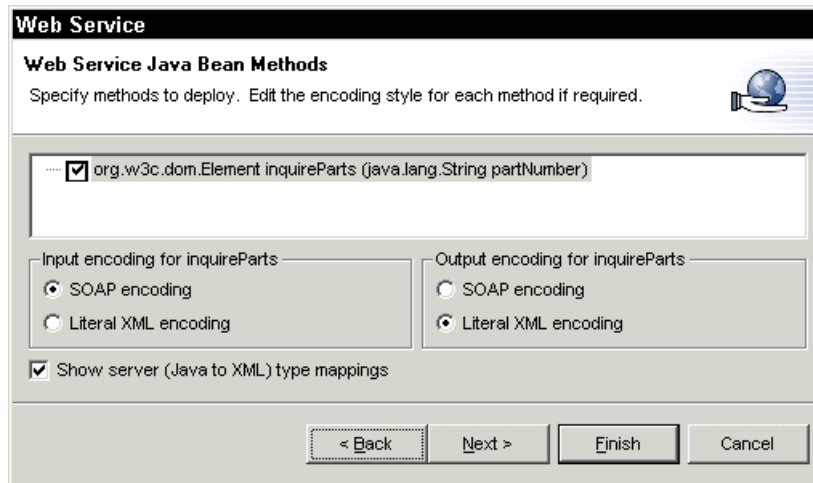 Web Service
Web Service Java Bean Methods
Specify methods to deploy. Edit the encoding style for each method if required.
org.w3c.dom.Element inquireParts (java.lang.String partNumber)
Input encoding for inquireParts
SOAP encoding
Literal XML encoding
Output encoding for inquireParts
SOAP encoding
Literal XML encoding
Show server (Java to XML) type mappings
< Back
Next >
Finish
Cancel